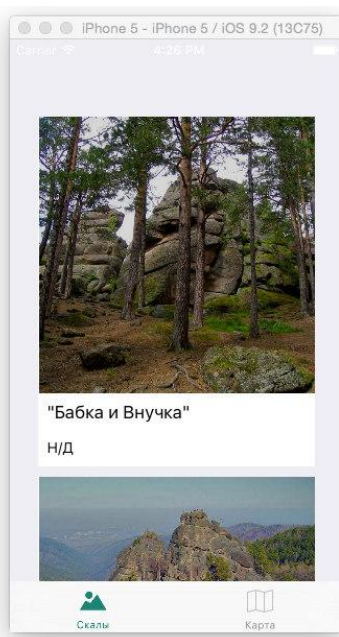 iPhone 5 - iPhone 5 / iOS 9.2 (13C75)
Carrier 4:26 PM
"Бабка и Внучка"
Н/Д
Скалы Карта